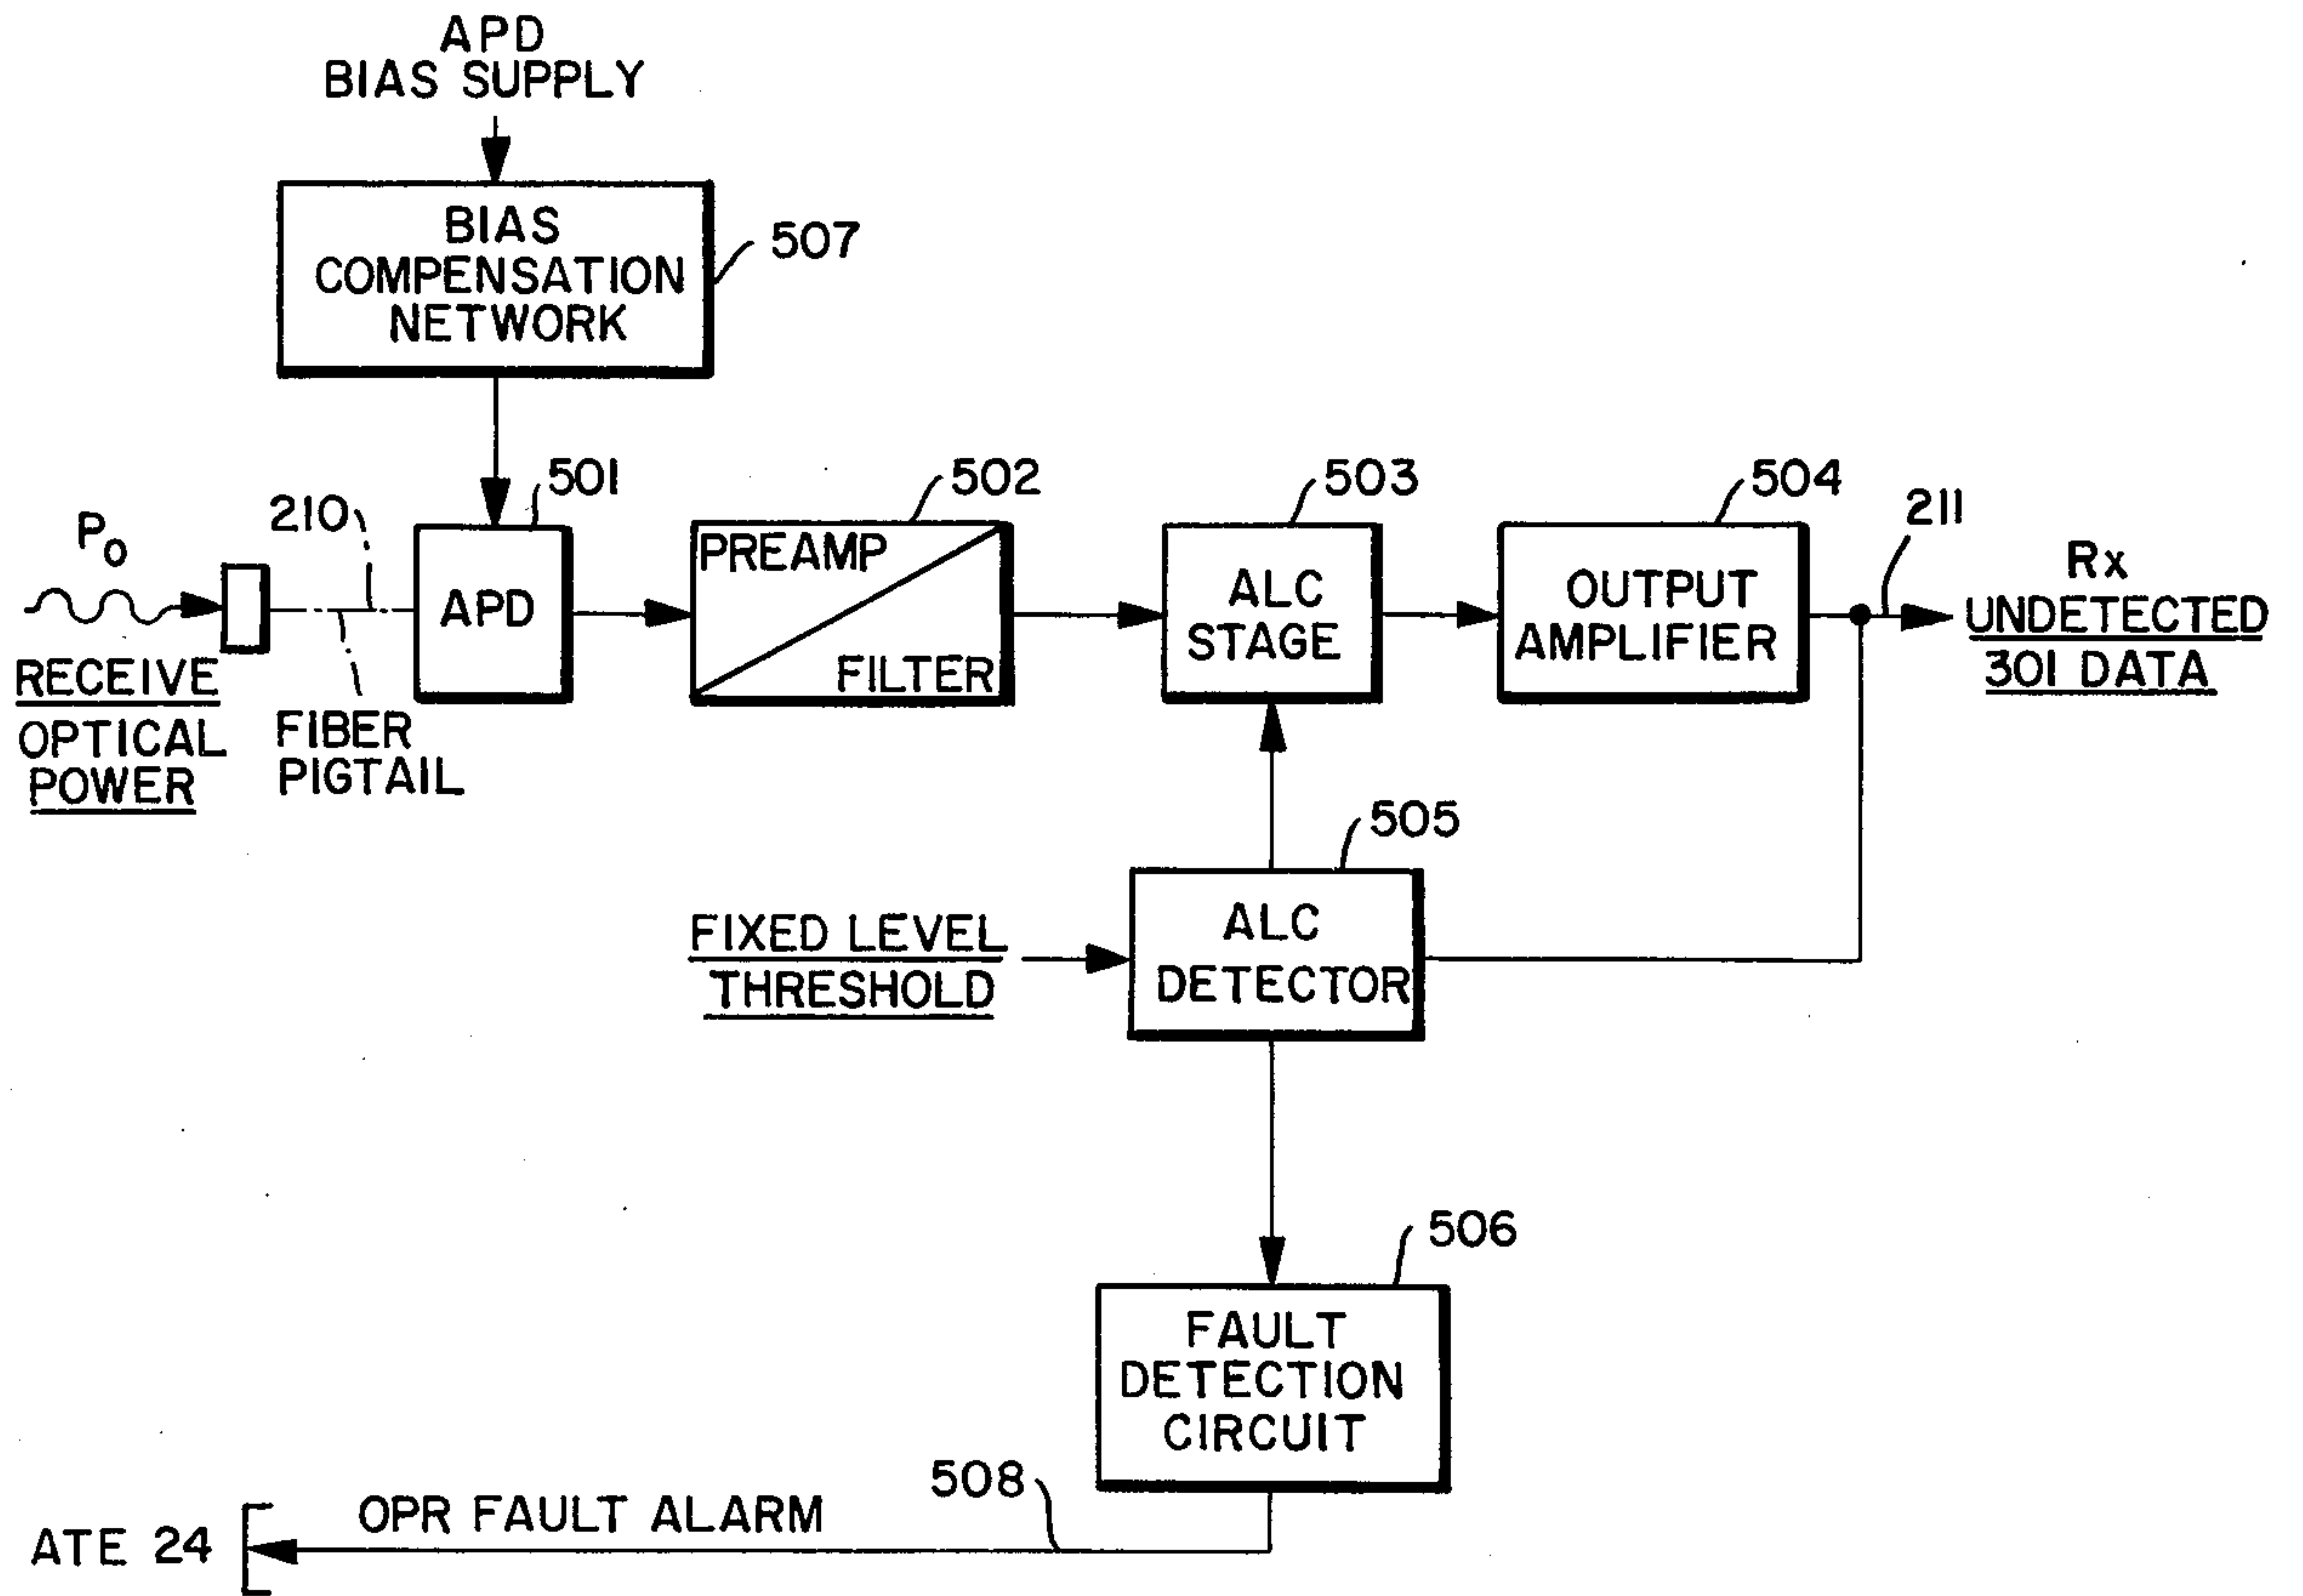 APD
BIAS SUPPLY
BIAS
COMPENSATION
NETWORK
507
501
502
503
504
210
211
Po
APD
PREAMP
FILTER
ALC
STAGE
OUTPUT
AMPLIFIER
Rx
UNDETECTED
301 DATA
RECEIVE
OPTICAL
POWER
FIBER
PIGTAIL
505
FIXED LEVEL
THRESHOLD
ALC
DETECTOR
506
FAULT
DETECTION
CIRCUIT
508
OPR FAULT ALARM
ATE 24